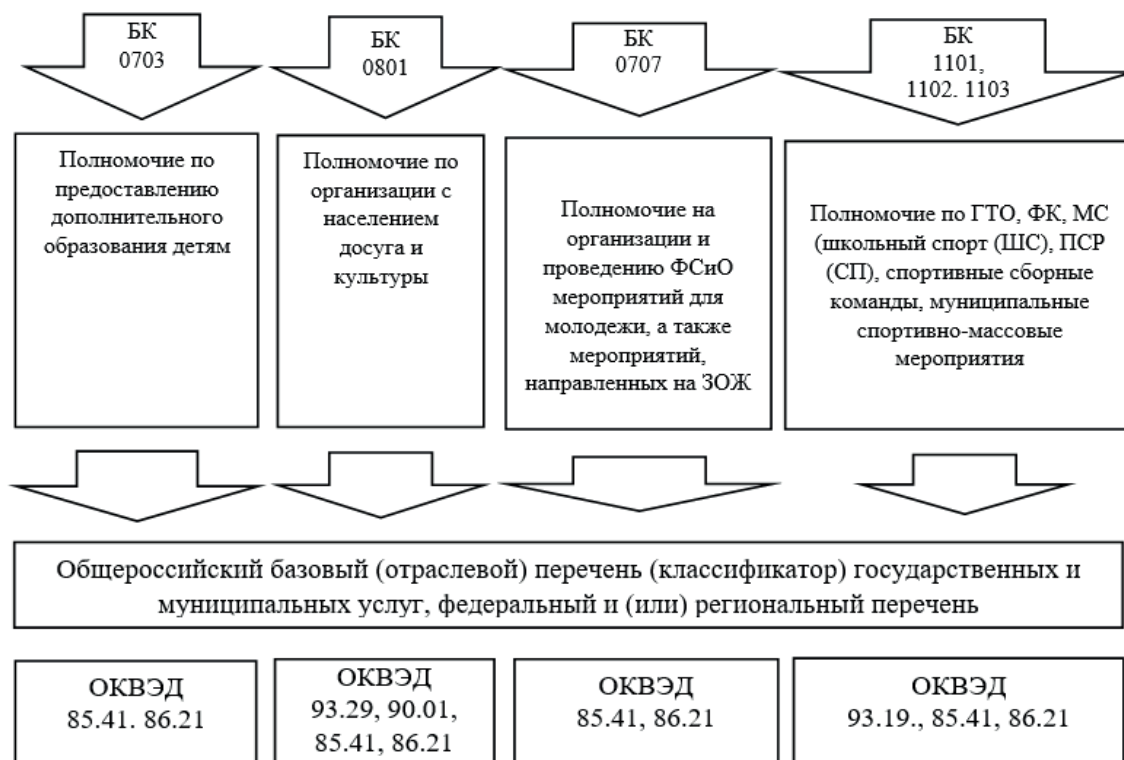 БК
0703
БК
0801
БК
0707
БК
1101,
1102. 1103
Полномочие по
предоставлению
дополнительного
образования детям
Полномочие по
организации с
населением
досуга и
культуры
Полномочие на
организации и
проведению ФСиО
мероприятий для
молодежи, а также
мероприятий,
направленных на ЗОЖ
Полномочие по ГТО, ФК, МС
(школьный спорт (ШС), ПСР
(СП), спортивные сборные
команды, муниципальные
спортивно-массовые
мероприятия
Общероссийский базовый (отраслевой) перечень (классификатор) государственных и
муниципальных услуг, федеральный и (или) региональный перечень
ОКВЭД
85.41. 86.21
ОКВЭД
93.29, 90.01,
85.41, 86.21
ОКВЭД
85.41, 86.21
ОКВЭД
93.19., 85.41, 86.21